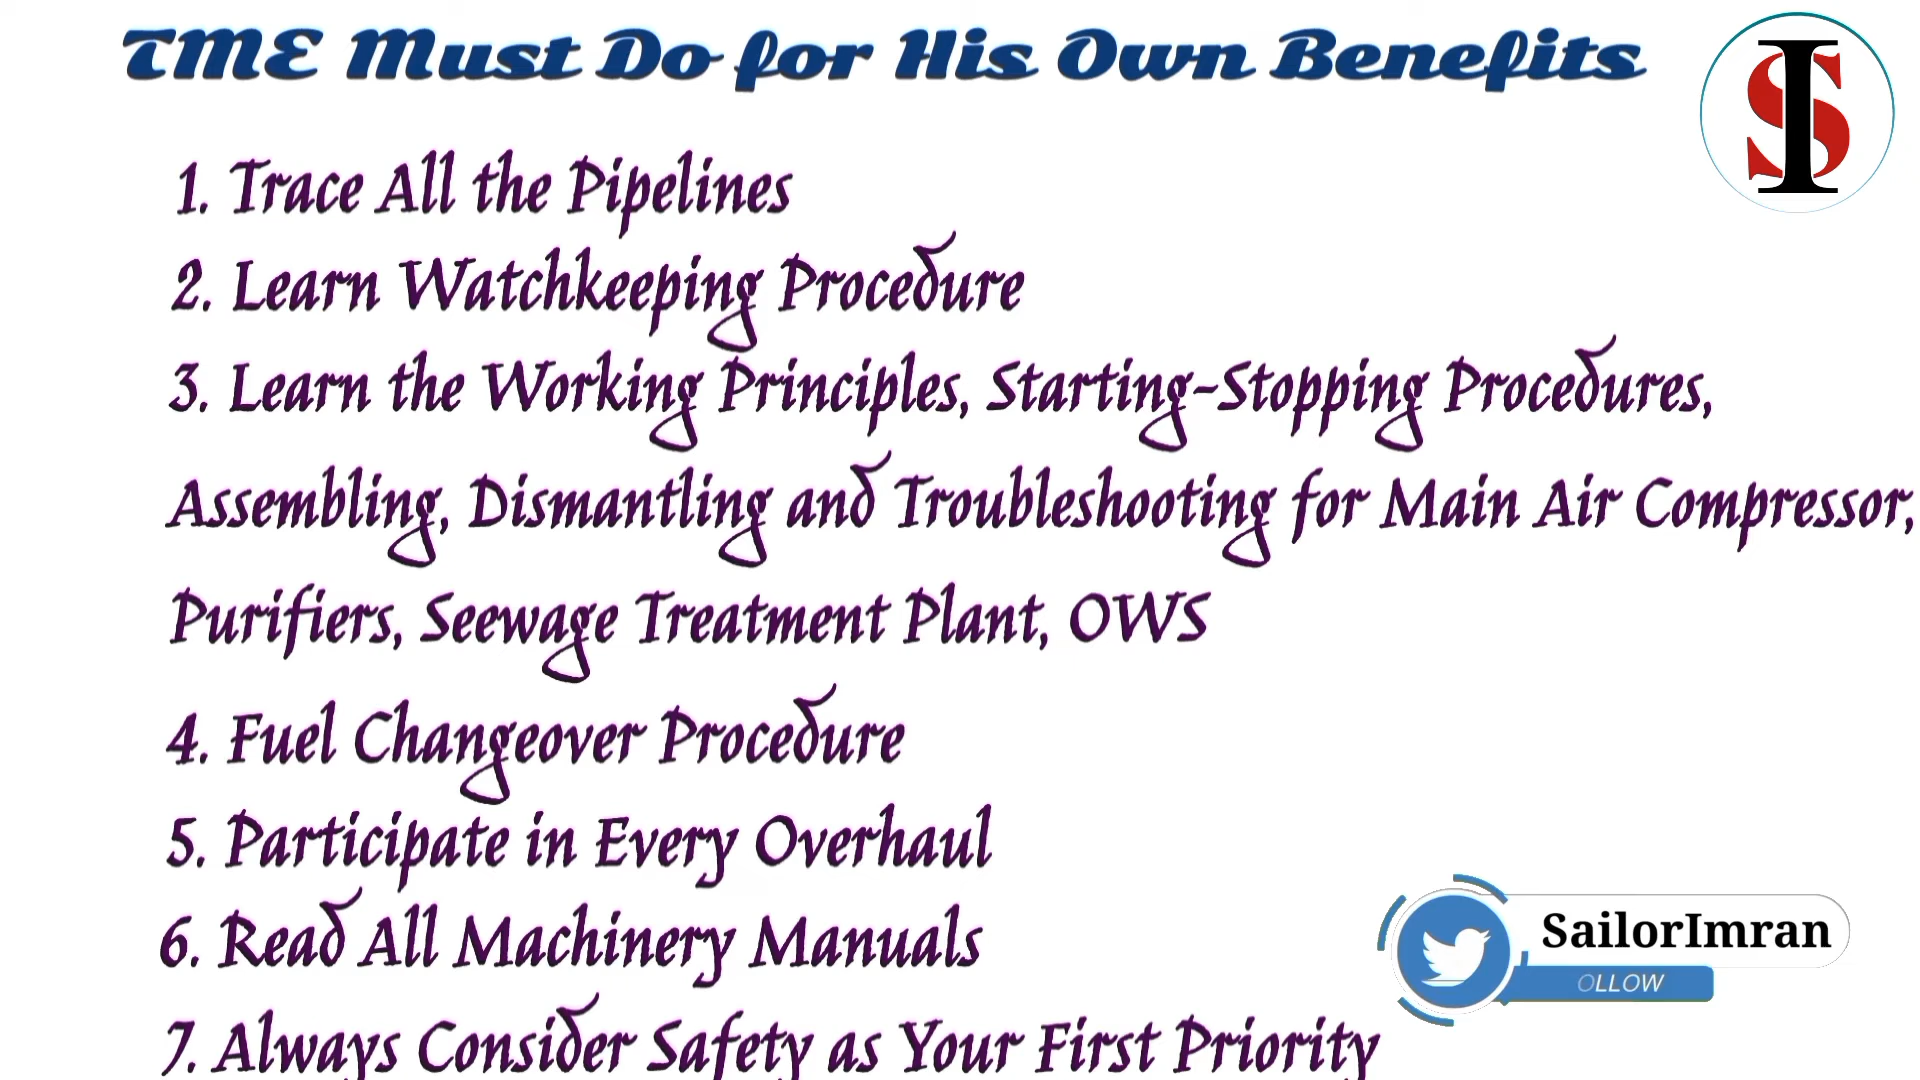 TME Must Do for His Own Benefits
SI
1. Trace All the Pipelines
2. Learn Watchkeeping Procedure
3. Learn the Working Principles, Starting-Stopping Procedures,
Assembling, Dismantling and Troubleshooting for Main Air Compressor,
Purifiers, Seewage Treatment Plant, OWS
4. Fuel Changeover Procedure
5. Participate in Every Overhaul
6. Read All Machinery Manuals
7. Always Consider Safety as Your First Priority
SailorImran
OLLOW